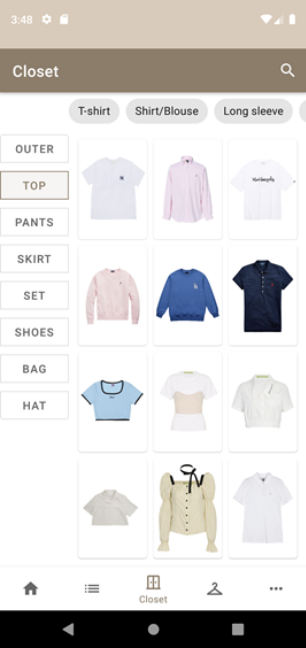 3:48
Closet
T-shirt
Shirt/Blouse
Long sleeve
OUTER
TOP
PANTS
SKIRT
SET
SHOES
BAG
HAT
Closet